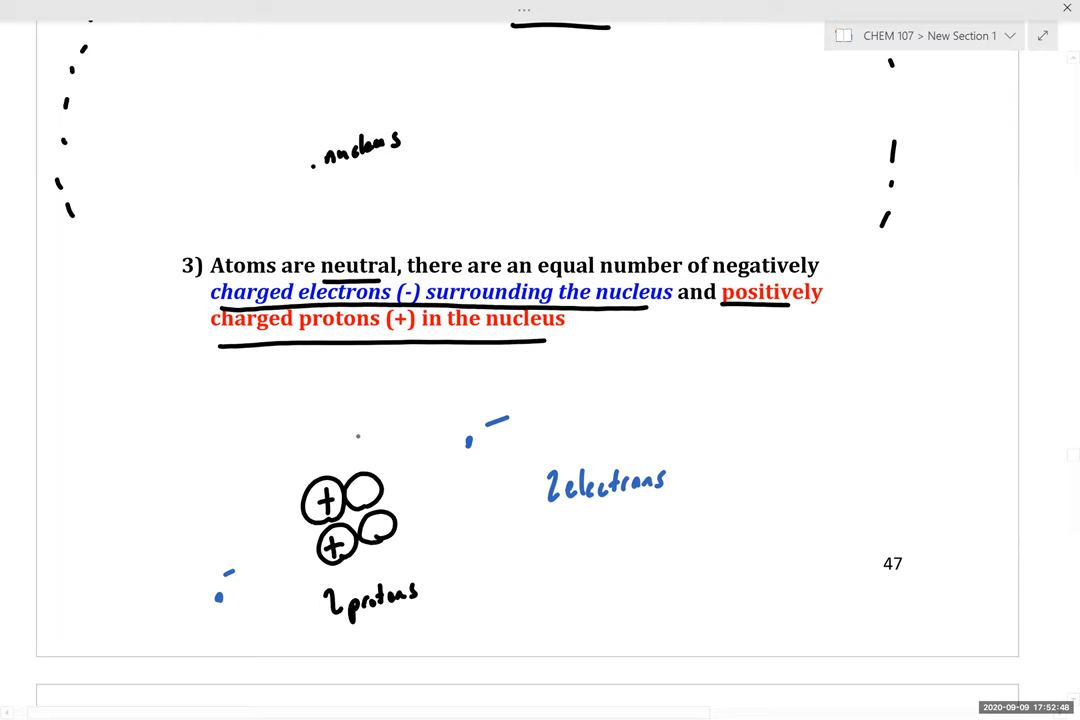 ...
CHEM 107 > New Section 1
. nucleus
3) Atoms are neutral, there are an equal number of negatively
charged electrons (-) surrounding the nucleus and positively
charged protons (+) in the nucleus
2 electrons
+
+
2 protons
47
2020-09-09 17:52:48